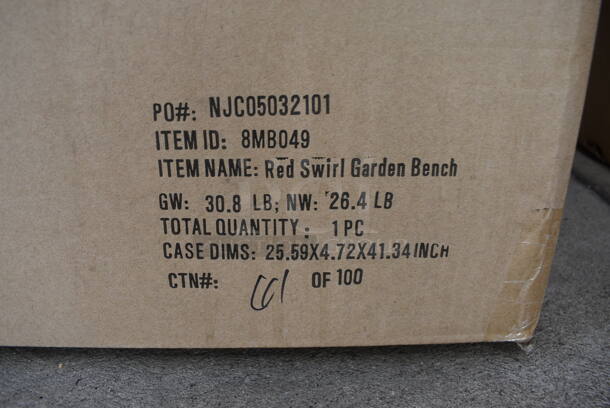 PO#: NJC05032101
ITEM ID: 8MB049
ITEM NAME: Red Swirl Garden Bench
GW: 30.8 LB; NW: 26.4 LB
TOTAL QUANTITY: 1 PC
CASE DIMS: 25.59X4.72X41.34INCH
CTN#: 61 OF 100